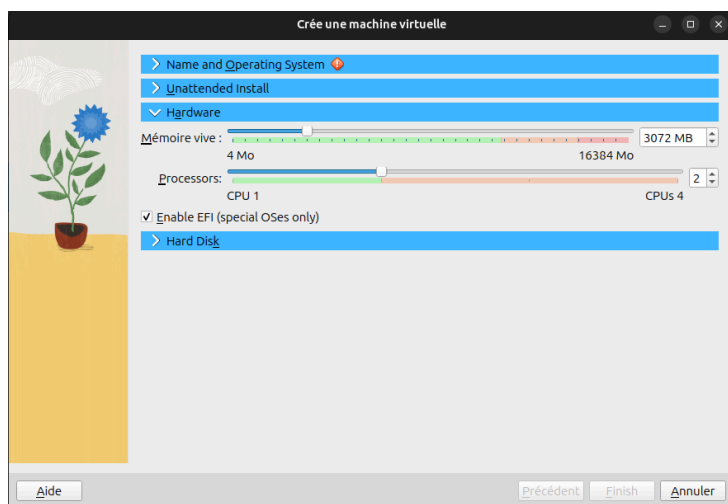 Crée une machine virtuelle
Name and Operating System
Unattended Install
Hardware
Mémoire vive : 3072 MB
4 Mo 16384 Mo
Processors: 2
CPU 1 CPUs 4
Enable EFI (special OSes only)
Hard Disk
Aide Précédent Finish Annuler